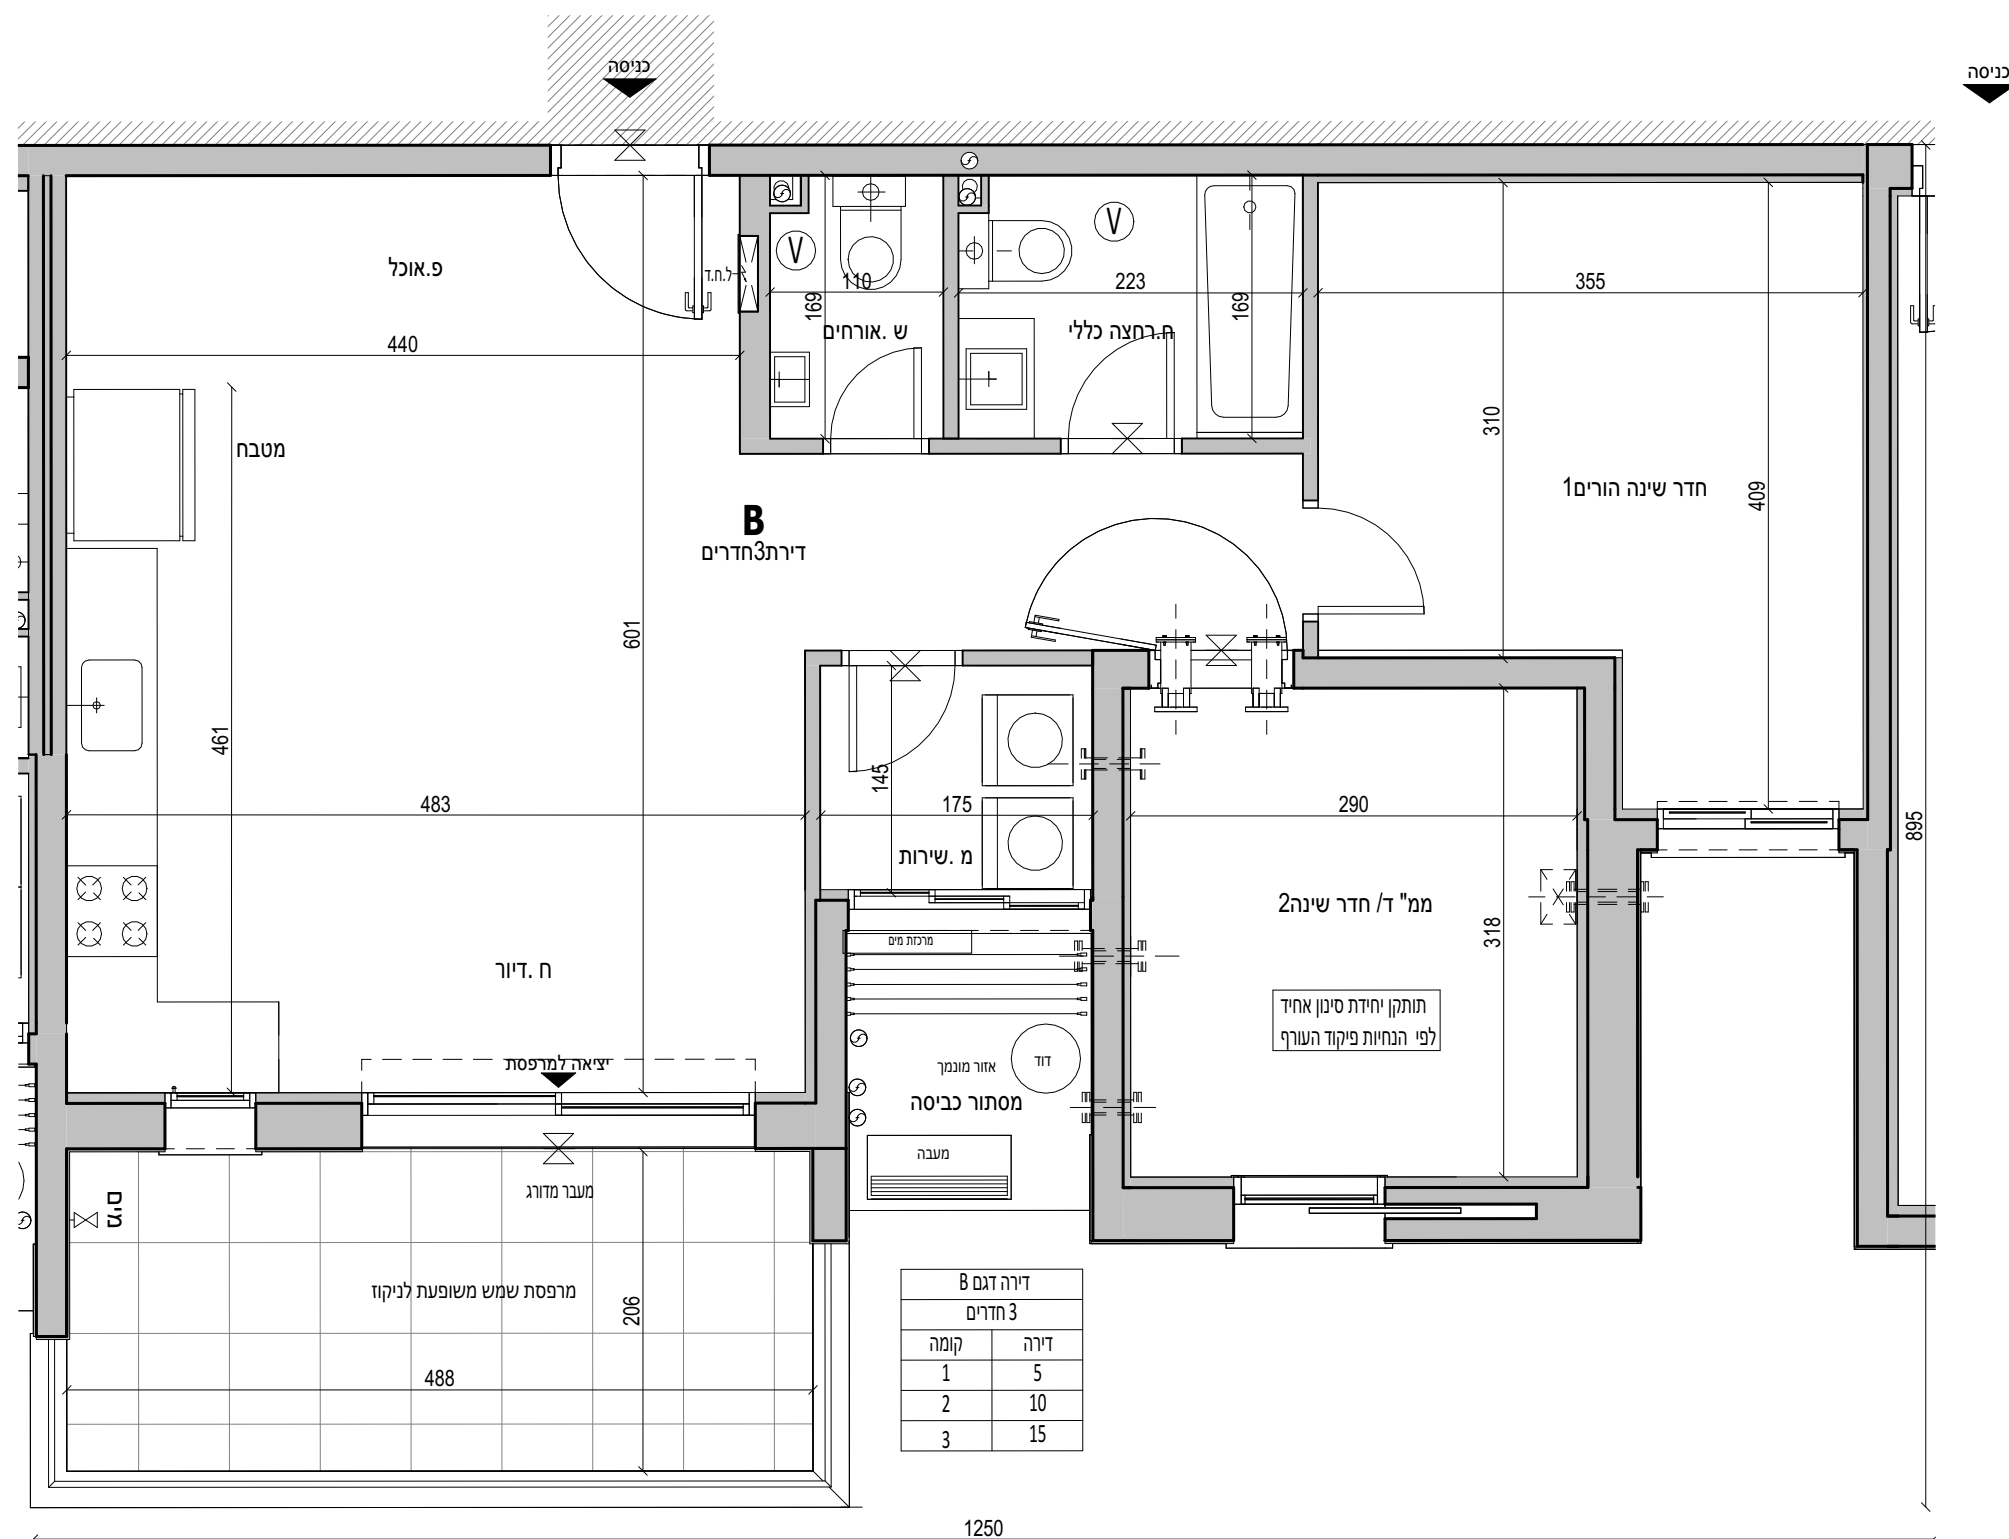 כניסה
כניסה
פ.אוכל
ל.ח.ד
110
169
223
169
355
ש .אורחים
ח.רחצה כללי
440
310
מטבח
409
חדר שינה הורים1
B
דירת3חדרים
601
461
145
483
175
290
895
מ .שירות
ממ" ד/ חדר שינה2
318
מרכזת מים
ח .דיור
תותקן יחידת סינון אחיד
לפי הנחיות פיקוד העורף
יציאה למרפסת
אזור מונמך
דוד
מסתור כביסה
מעבה
מעבר מדורג
מים
מרפסת שמש משופעת לניקוז
206
488
דירה דגם B
3 חדרים
דירה קומה
5 1
10 2
15 3
1250
V
V